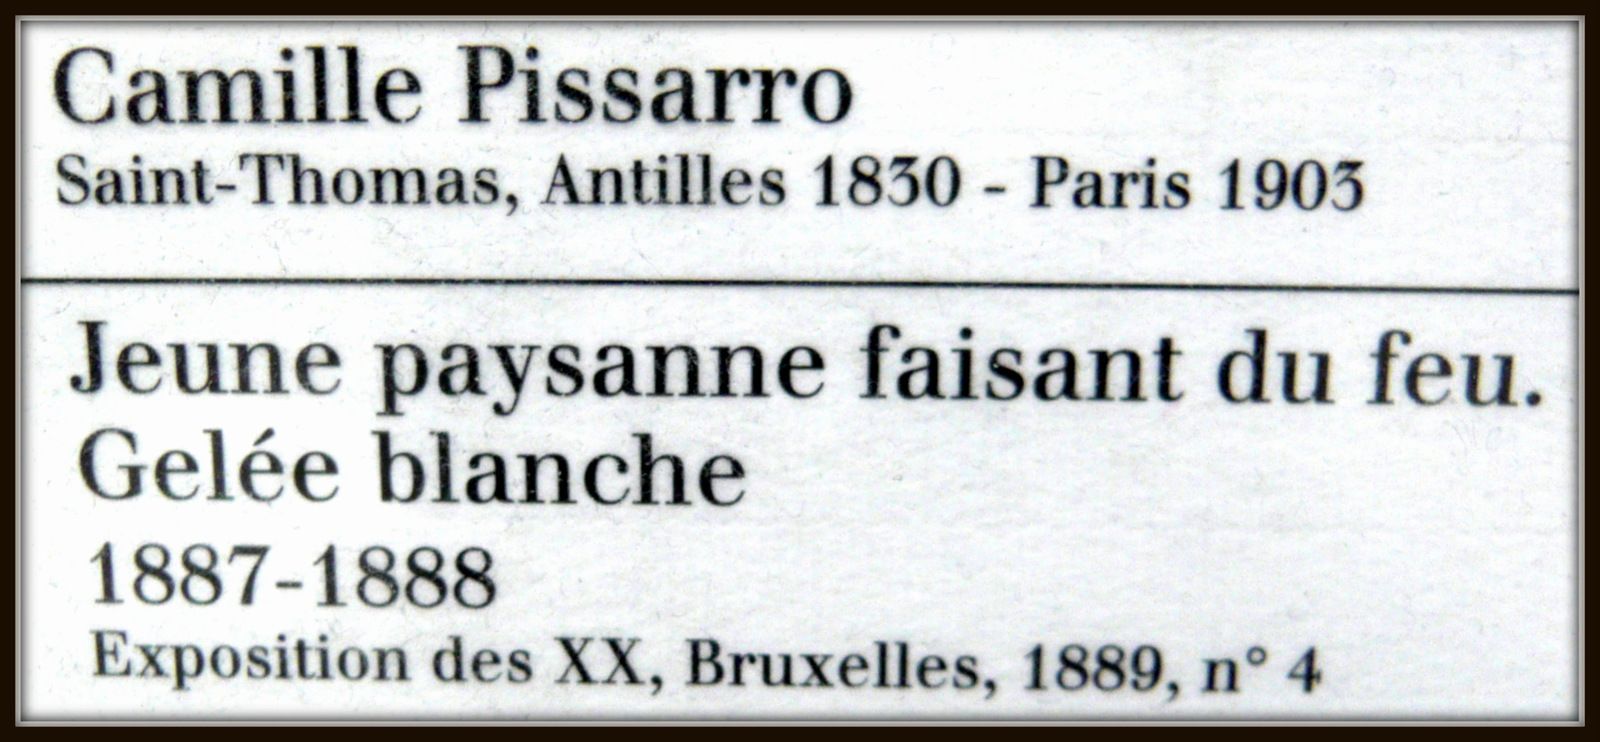 Camille Pissarro
Saint-Thomas, Antilles 1830 - Paris 1903
Jeune paysanne faisant du feu.
Gelée blanche
1887-1888
Exposition des XX, Bruxelles, 1889, n° 4